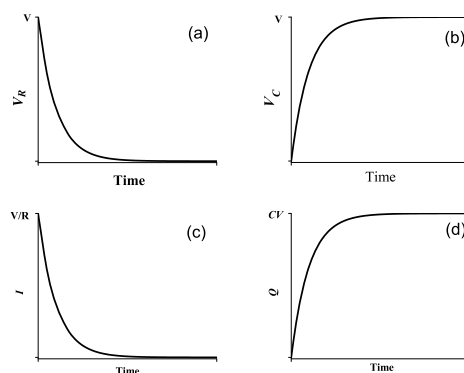 V
(a)
V_R
Time
V
(b)
V_C
Time
V/R
(c)
I
Time
CV
(d)
Q
Time